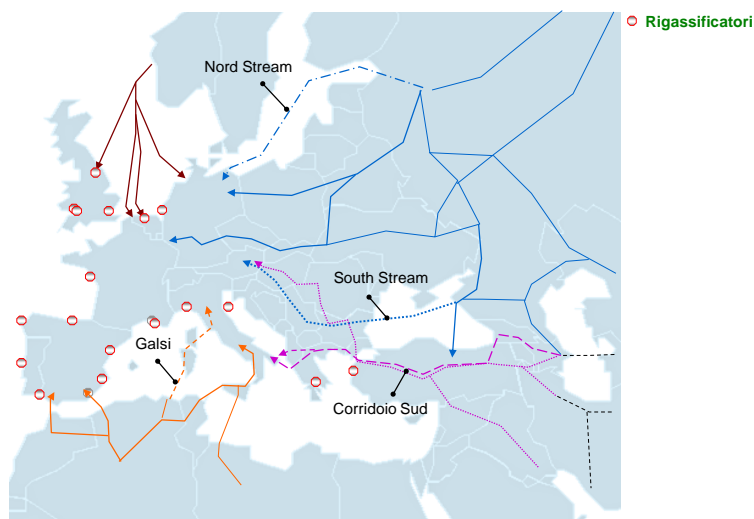 Rigassificatori
Nord Stream
South Stream
Galsi
Corridoio Sud